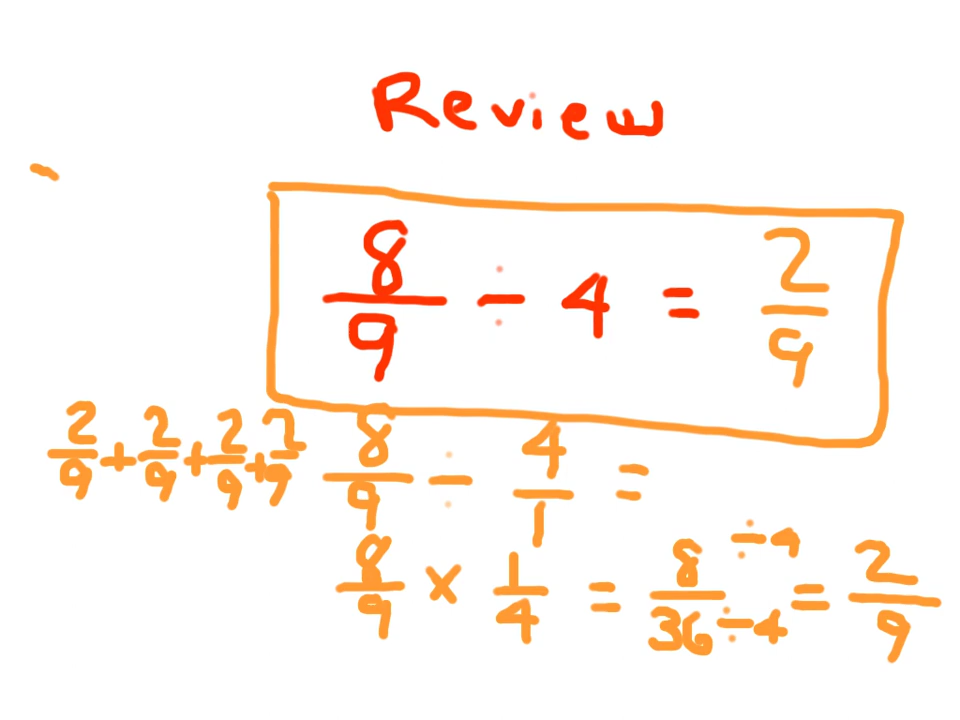 Review
8/9 ÷ 4 = 2/9
2/9 + 2/9 + 2/9 + 2/9
8/9 ÷ 4/1 =
8/9 × 1/4 = 8÷4/36÷4 = 2/9